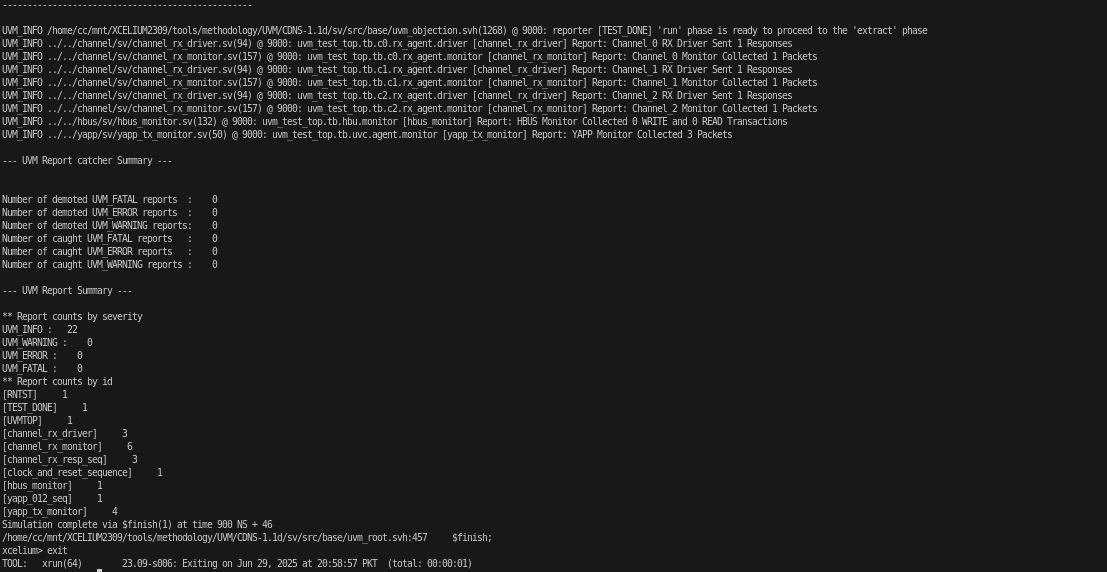 --------------------------------------------------
UVM_INFO /home/cc/mnt/XCELIUM2309/tools/methodology/UVM/CDNS-1.1d/sv/src/base/uvm_objection.svh(1268) @ 9000: reporter [TEST_DONE] 'run' phase is ready to proceed to the 'extract' phase
UVM_INFO ../../channel/sv/channel_rx_driver.sv(94) @ 9000: uvm_test_top.tb.c0.rx_agent.driver [channel_rx_driver] Report: Channel_0 RX Driver Sent 1 Responses
UVM_INFO ../../channel/sv/channel_rx_monitor.sv(157) @ 9000: uvm_test_top.tb.c0.rx_agent.monitor [channel_rx_monitor] Report: Channel_0 Monitor Collected 1 Packets
UVM_INFO ../../channel/sv/channel_rx_driver.sv(94) @ 9000: uvm_test_top.tb.c1.rx_agent.driver [channel_rx_driver] Report: Channel_1 RX Driver Sent 1 Responses
UVM_INFO ../../channel/sv/channel_rx_monitor.sv(157) @ 9000: uvm_test_top.tb.c1.rx_agent.monitor [channel_rx_monitor] Report: Channel_1 Monitor Collected 1 Packets
UVM_INFO ../../channel/sv/channel_rx_driver.sv(94) @ 9000: uvm_test_top.tb.c2.rx_agent.driver [channel_rx_driver] Report: Channel_2 RX Driver Sent 1 Responses
UVM_INFO ../../channel/sv/channel_rx_monitor.sv(157) @ 9000: uvm_test_top.tb.c2.rx_agent.monitor [channel_rx_monitor] Report: Channel_2 Monitor Collected 1 Packets
UVM_INFO ../../hbus/sv/hbus_monitor.sv(132) @ 9000: uvm_test_top.tb.hbu.monitor [hbus_monitor] Report: HBUS Monitor Collected 0 WRITE and 0 READ Transactions
UVM_INFO ../../yapp/sv/yapp_tx_monitor.sv(50) @ 9000: uvm_test_top.tb.uvc.agent.monitor [yapp_tx_monitor] Report: YAPP Monitor Collected 3 Packets
--- UVM Report catcher Summary ---
Number of demoted UVM_FATAL reports  :    0
Number of demoted UVM_ERROR reports  :    0
Number of demoted UVM_WARNING reports:    0
Number of caught UVM_FATAL reports   :    0
Number of caught UVM_ERROR reports   :    0
Number of caught UVM_WARNING reports :    0
--- UVM Report Summary ---
** Report counts by severity
UVM_INFO :   22
UVM_WARNING :    0
UVM_ERROR :    0
UVM_FATAL :    0
** Report counts by id
[RNTST]     1
[TEST_DONE]     1
[UVMTOP]     1
[channel_rx_driver]     3
[channel_rx_monitor]     6
[channel_rx_resp_seq]     3
[clock_and_reset_sequence]     1
[hbus_monitor]     1
[yapp_012_seq]     1
[yapp_tx_monitor]     4
Simulation complete via $finish(1) at time 900 NS + 46
/home/cc/mnt/XCELIUM2309/tools/methodology/UVM/CDNS-1.1d/sv/src/base/uvm_root.svh:457     $finish;
xcelium> exit
TOOL:   xrun(64)        23.09-s006: Exiting on Jun 29, 2025 at 20:58:57 PKT  (total: 00:00:01)